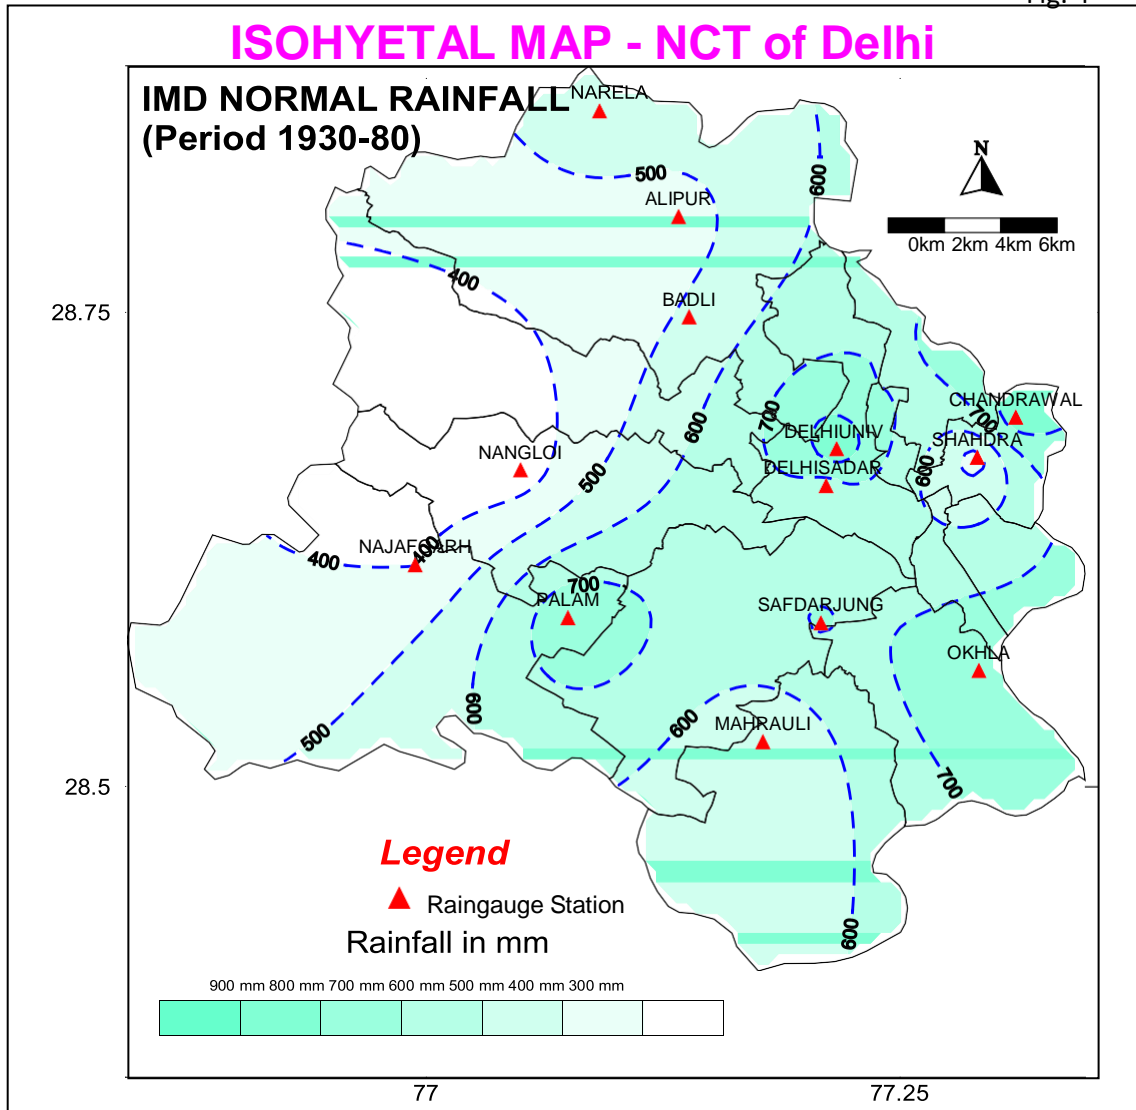 ISOHYETAL MAP - NCT of Delhi
IMD NORMAL RAINFALL
(Period 1930-80)
NARELA
N
500
600
ALIPUR
0km 2km 4km 6km
400
BADLI
28.75
CHANDRAWAL
700
700
600
DELHIUNIV
SHAHDRA
NANGLOI
DELHISADAR
500
600
NAJAFGARH
400
400
700
PALAM
SAFDARJUNG
OKHLA
600
600
MAHRAULI
500
700
28.5
Legend
Raingauge Station
600
Rainfall in mm
900 mm 800 mm 700 mm 600 mm 500 mm 400 mm 300 mm
77
77.25